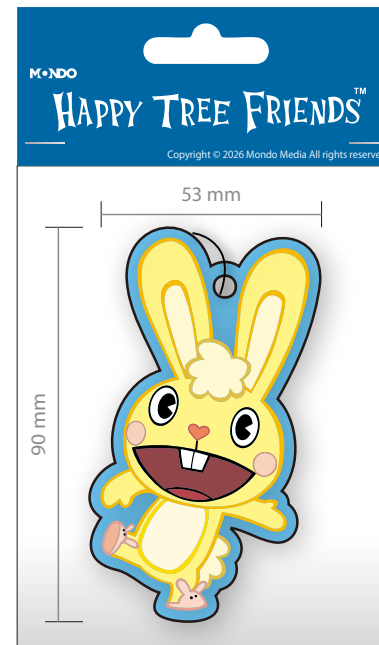 MONDO
HAPPY TREE FRIENDS™
Copyright © 2026 Mondo Media All rights reserve
53 mm
90 mm